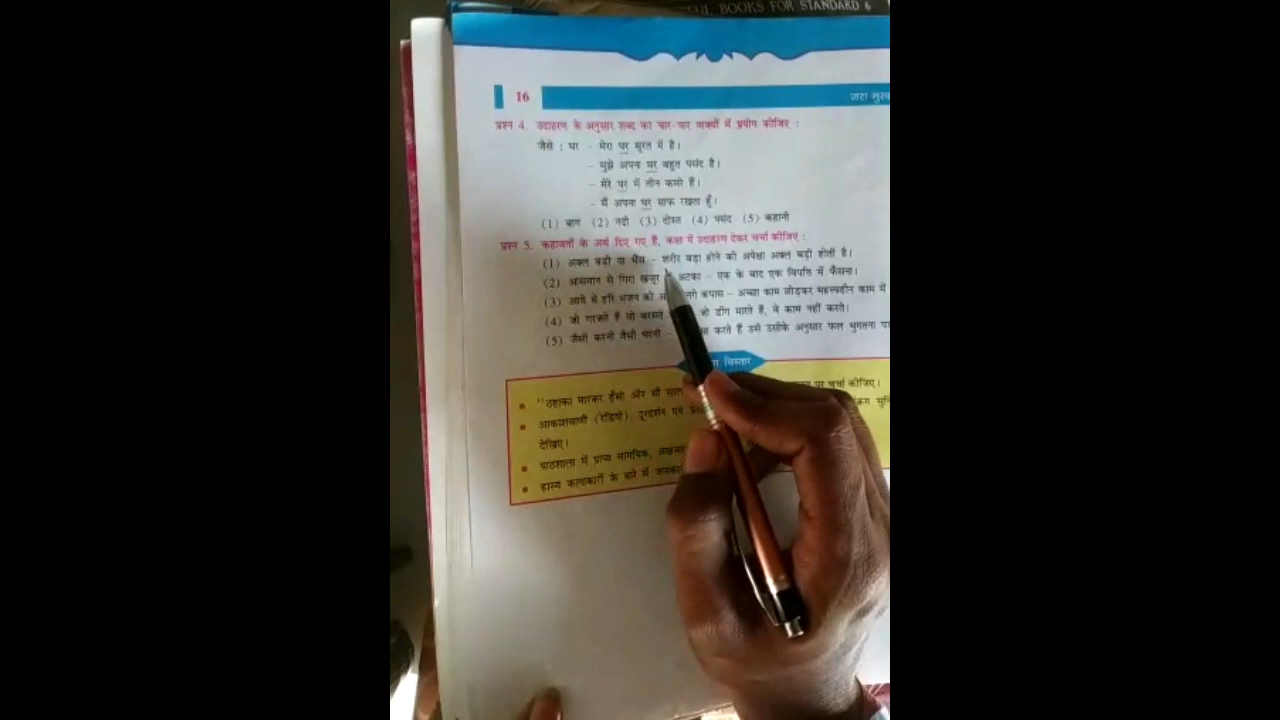 BOOKS FOR STANDARD 6
16
प्रश्न 4. उदाहरण के अनुसार शब्द का चार-चार वाक्यों में प्रयोग कीजिए :
जैसे : घर – मेरा घर सूरत में है।
– मुझे अपना घर बहुत पसंद है।
– मेरे घर में तीन कमरे हैं।
– मैं अपना घर साफ रखता हूँ।
(1) बाग (2) नदी (3) दोस्त (4) पसंद (5) कहानी
प्रश्न 5. कहावतों के अर्थ दिए गए हैं, कक्षा में उदाहरण देकर चर्चा कीजिए :
(1) अक्ल बड़ी या भैंस – शरीर बड़ा होने की अपेक्षा अक्ल बड़ी होती है।
(2) आसमान से गिरा खजूर में अटका – एक के बाद एक विपत्ति में फँसना।
(3) आये थे हरि भजन को कपास – अच्छा काम छोड़कर महत्त्वहीन काम में
(4) जो गरजते हैं वो बरसते जो डींग मारते हैं, वे काम नहीं करते।
(5) जैसी करनी वैसी भरनी – करते हैं उसे उसीके अनुसार फल भुगतना
विस्तार
• "ठहाका मारकर हँसो और सौ पर चर्चा कीजिए।
• आकाशवाणी (रेडियो), दूरदर्शन एवं
देखिए।
• पाठशाला में प्राप्त सामयिक,
• हास्य कलाकारों के बारे में